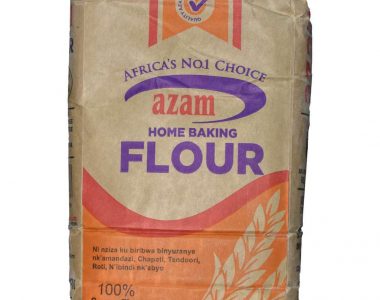 AFRICA'S NO.1 CHOICE
azam
HOME BAKING
FLOUR
Ni nziza ku biribwa binyuranye
nk'amandazi, Chapati, Tandoori,
Roti, N'ibindi nk'ebyo
100%